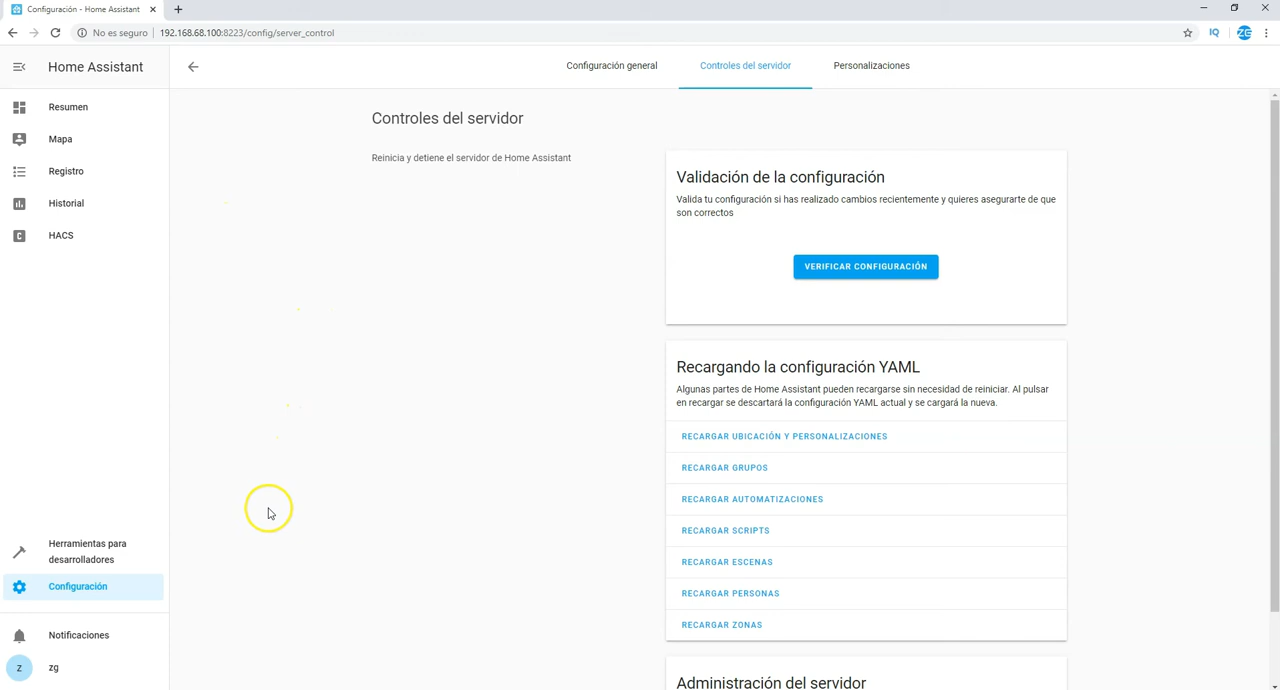 Configuración - Home Assistant
No es seguro
192.168.68.100:8223/config/server_control
IQ
ZG
Home Assistant
Configuración general
Controles del servidor
Personalizaciones
Resumen
Mapa
Registro
Historial
C
HACS
Herramientas para
desarrolladores
Configuración
Notificaciones
z
zg
Controles del servidor
Reinicia y detiene el servidor de Home Assistant
Validación de la configuración
Valida tu configuración si has realizado cambios recientemente y quieres asegurarte de que
son correctos
VERIFICAR CONFIGURACIÓN
Recargando la configuración YAML
Algunas partes de Home Assistant pueden recargarse sin necesidad de reiniciar. Al pulsar
en recargar se descartará la configuración YAML actual y se cargará la nueva.
RECARGAR UBICACIÓN Y PERSONALIZACIONES
RECARGAR GRUPOS
RECARGAR AUTOMATIZACIONES
RECARGAR SCRIPTS
RECARGAR ESCENAS
RECARGAR PERSONAS
RECARGAR ZONAS
Administración del servidor